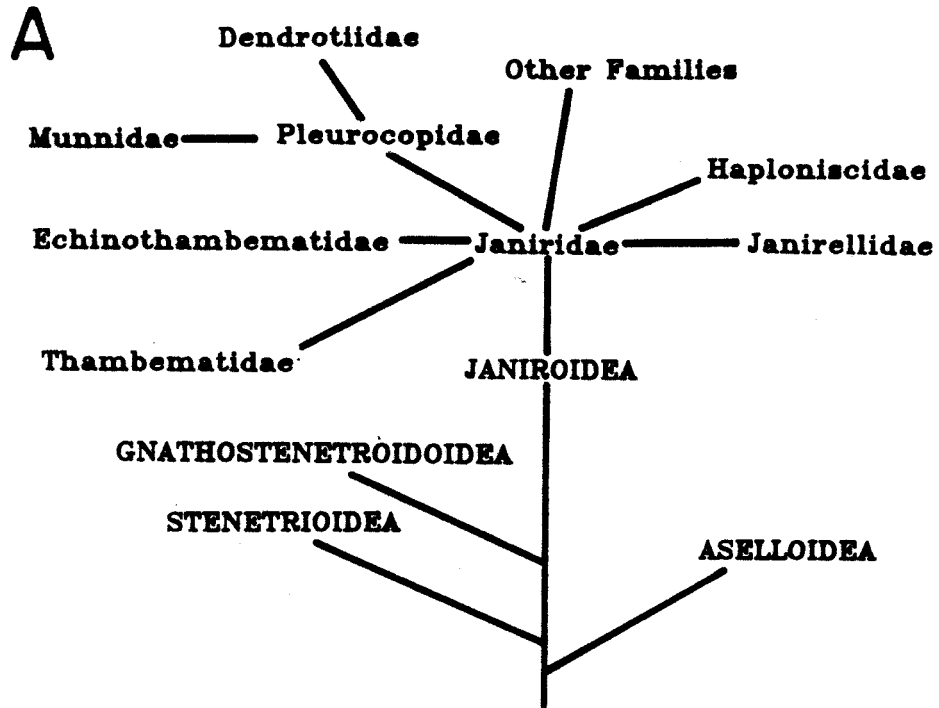 A
Dendrotiidae
Other Families
Munnidae
Pleurocopidae
Haploniscidae
Echinothambematidae
Janiridae
Janirellidae
Thambematidae
JANIROIDEA
GNATHOSTENETROIDOIDEA
STENETRIOIDEA
ASELLOIDEA